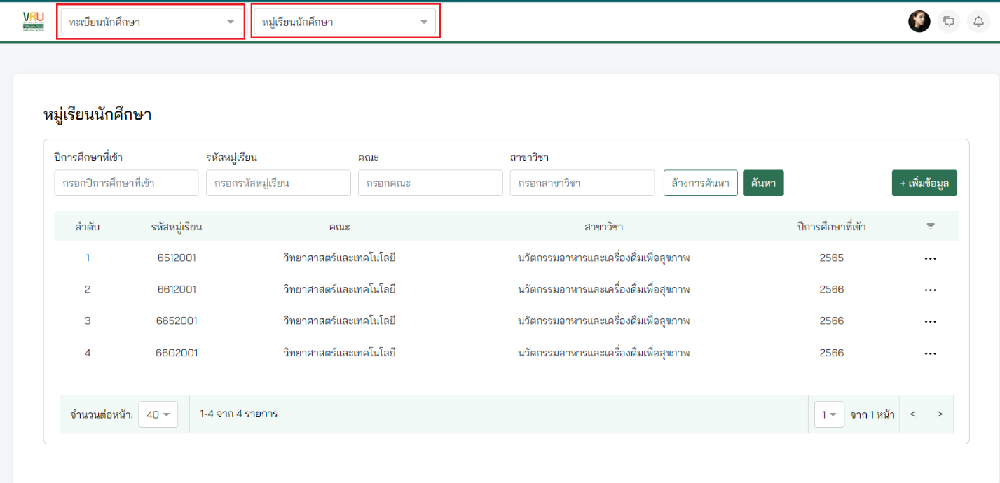 VRU
ทะเบียนนักศึกษา
หมู่เรียนนักศึกษา
หมู่เรียนนักศึกษา
ปีการศึกษาที่เข้า รหัสหมู่เรียน คณะ สาขาวิชา
กรอกปีการศึกษาที่เข้า กรอกรหัสหมู่เรียน กรอกคณะ กรอกสาขาวิชา ล้างการค้นหา ค้นหา + เพิ่มข้อมูล
ลำดับ รหัสหมู่เรียน คณะ สาขาวิชา ปีการศึกษาที่เข้า
1 6512001 วิทยาศาสตร์และเทคโนโลยี นวัตกรรมอาหารและเครื่องดื่มเพื่อสุขภาพ 2565 ...
2 6612001 วิทยาศาสตร์และเทคโนโลยี นวัตกรรมอาหารและเครื่องดื่มเพื่อสุขภาพ 2566 ...
3 6652001 วิทยาศาสตร์และเทคโนโลยี นวัตกรรมอาหารและเครื่องดื่มเพื่อสุขภาพ 2566 ...
4 66G2001 วิทยาศาสตร์และเทคโนโลยี นวัตกรรมอาหารและเครื่องดื่มเพื่อสุขภาพ 2566 ...
จำนวนต่อหน้า: 40 1-4 จาก 4 รายการ 1 จาก 1 หน้า < >